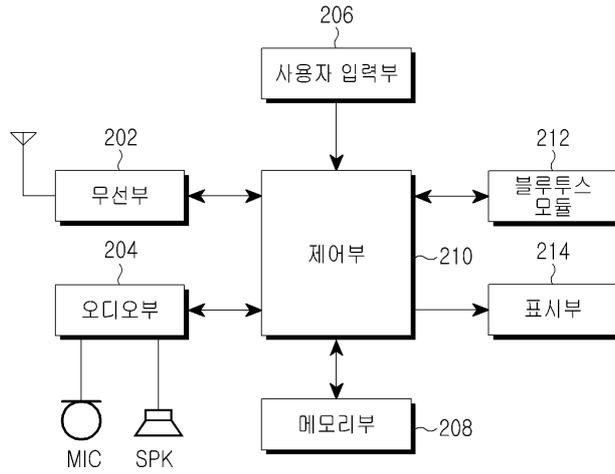 206
사용자 입력부
202
무선부
212
블루투스
모듈
제어부
210
204
오디오부
214
표시부
메모리부
208
MIC
SPK